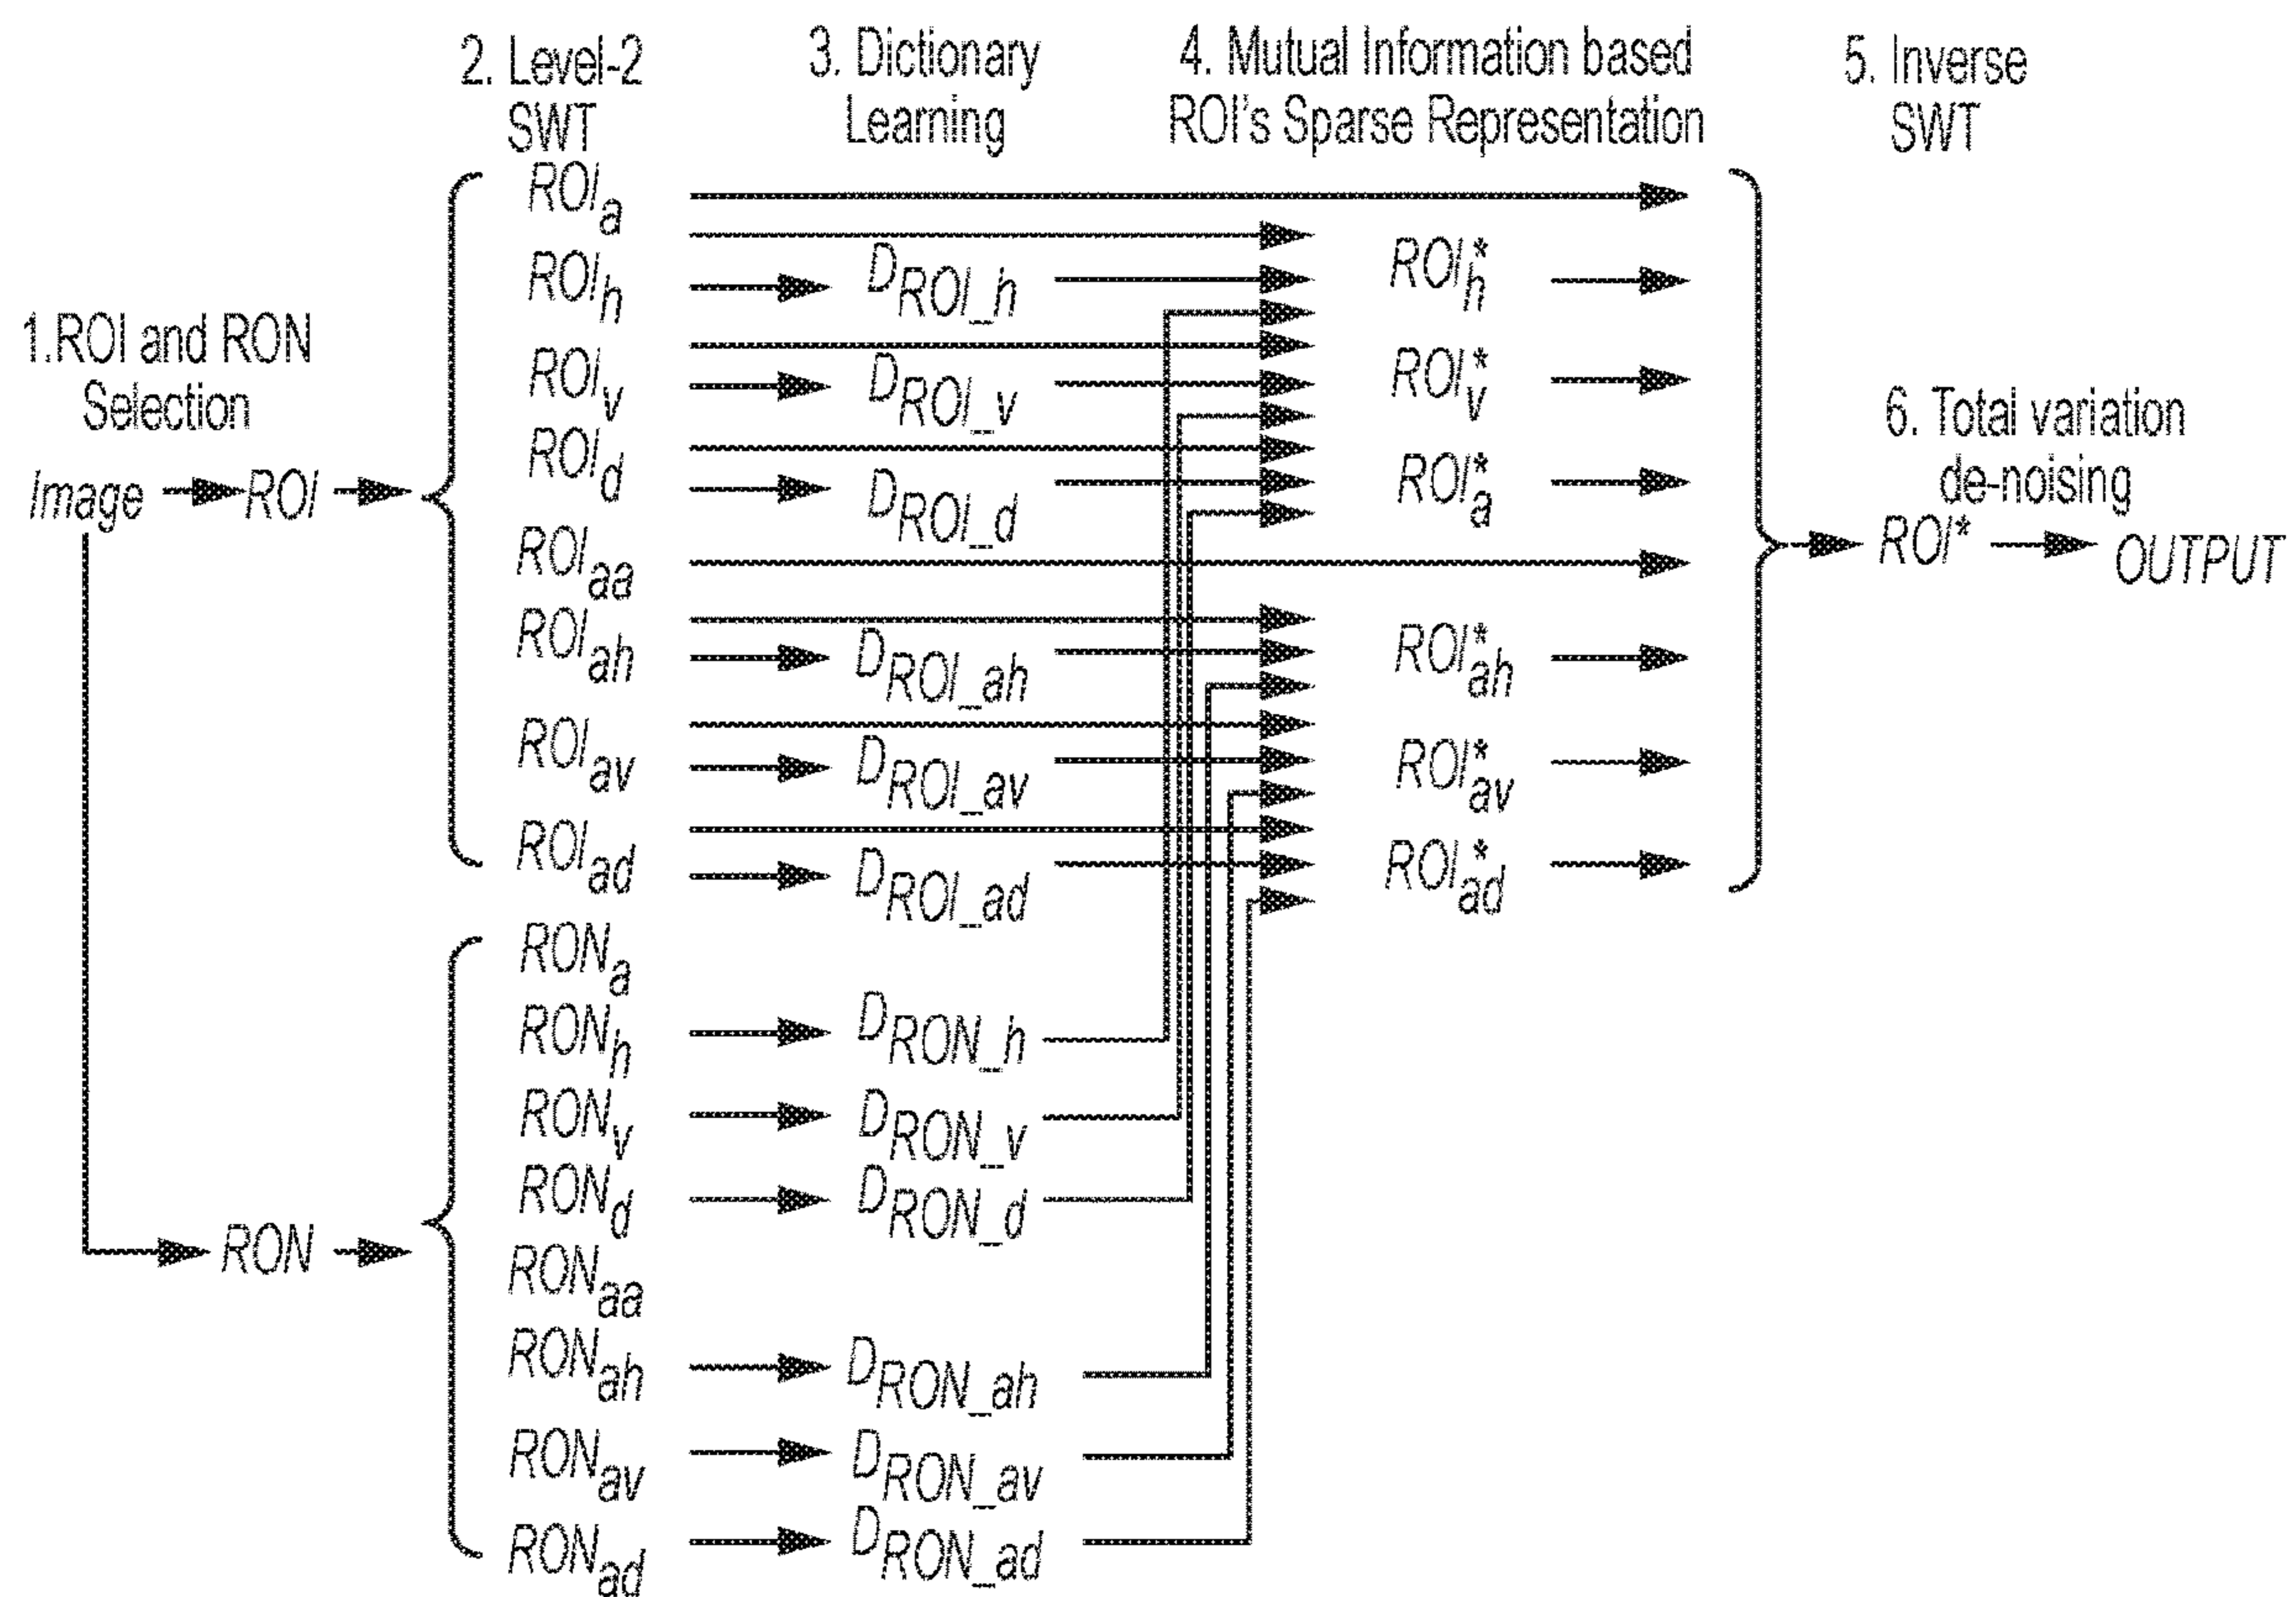 2. Level-2
SWT
3. Dictionary
Learning
4. Mutual Information based
ROI's Sparse Representation
5. Inverse
SWT
1.ROI and RON
Selection
Image
ROI
RON
ROI_a
ROI_h
ROI_v
ROI_d
ROI_aa
ROI_ah
ROI_av
ROI_ad
RON_a
RON_h
RON_v
RON_d
RON_aa
RON_ah
RON_av
RON_ad
D_ROI_h
D_ROI_v
D_ROI_d
D_ROI_ah
D_ROI_av
D_ROI_ad
D_RON_h
D_RON_v
D_RON_d
D_RON_ah
D_RON_av
D_RON_ad
ROI*_h
ROI*_v
ROI*_a
ROI*_ah
ROI*_av
ROI*_ad
6. Total variation
de-noising
ROI*
OUTPUT